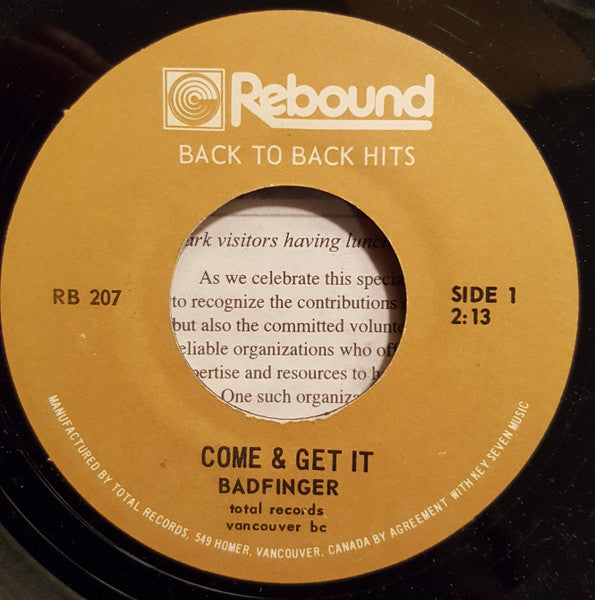 Rebound
BACK TO BACK HITS
ark visitors having lunc
As we celebrate this speci
to recognize the contributions
but also the committed volunte
eliable organizations who of
pertise and resources to h
One such organiza
RB 207
SIDE 1
2:13
COME & GET IT
BADFINGER
total records
vancouver bc
MANUFACTURED BY TOTAL RECORDS, 549 HOMER, VANCOUVER, CANADA BY AGREEMENT WITH KEY SEVEN MUSIC